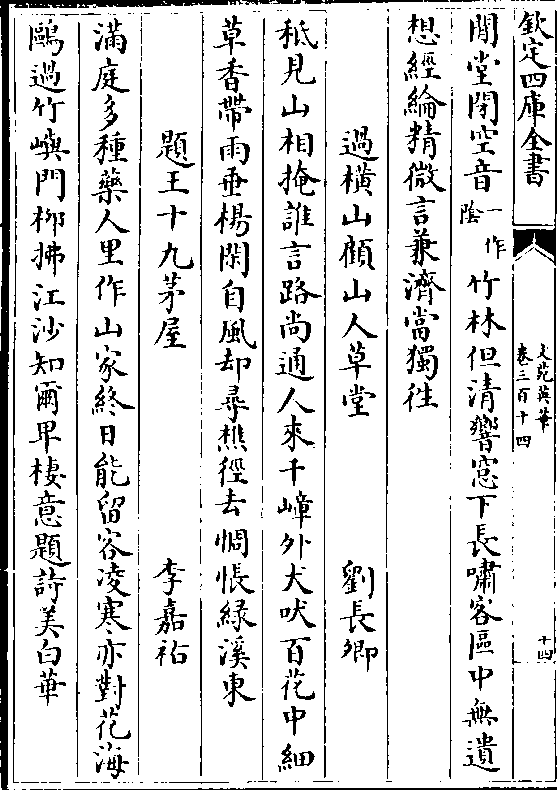 欽定四庫全書
文苑英華
卷三百十四
十四
閒堂閉空音一作陰竹林但清響窓下長嘯客區中無遺
想經綸精微言兼濟當獨徃
過橫山顧山人草堂　劉長卿
秪見山相掩誰言路尚通人來千嶂外犬吠百花中細
草香帶雨垂楊閑自風却尋樵徑去惆悵緑溪東
題王十九茅屋　李嘉祐
滿庭多種藥人里作山家終日能留客凌寒亦對花海
鷗過竹嶼門栁拂江沙知爾卑棲意題詩美白華